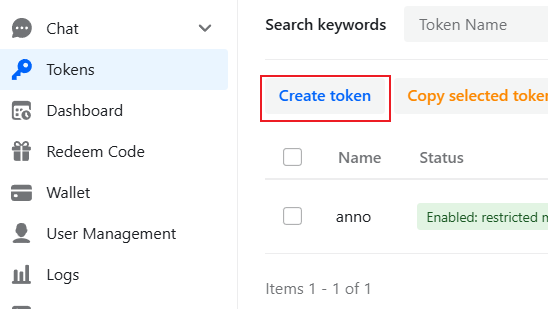 Chat
Tokens
Dashboard
Redeem Code
Wallet
User Management
Logs
Search keywords Token Name
Create token Copy selected token
Name Status
anno Enabled: restricted m
Items 1 - 1 of 1